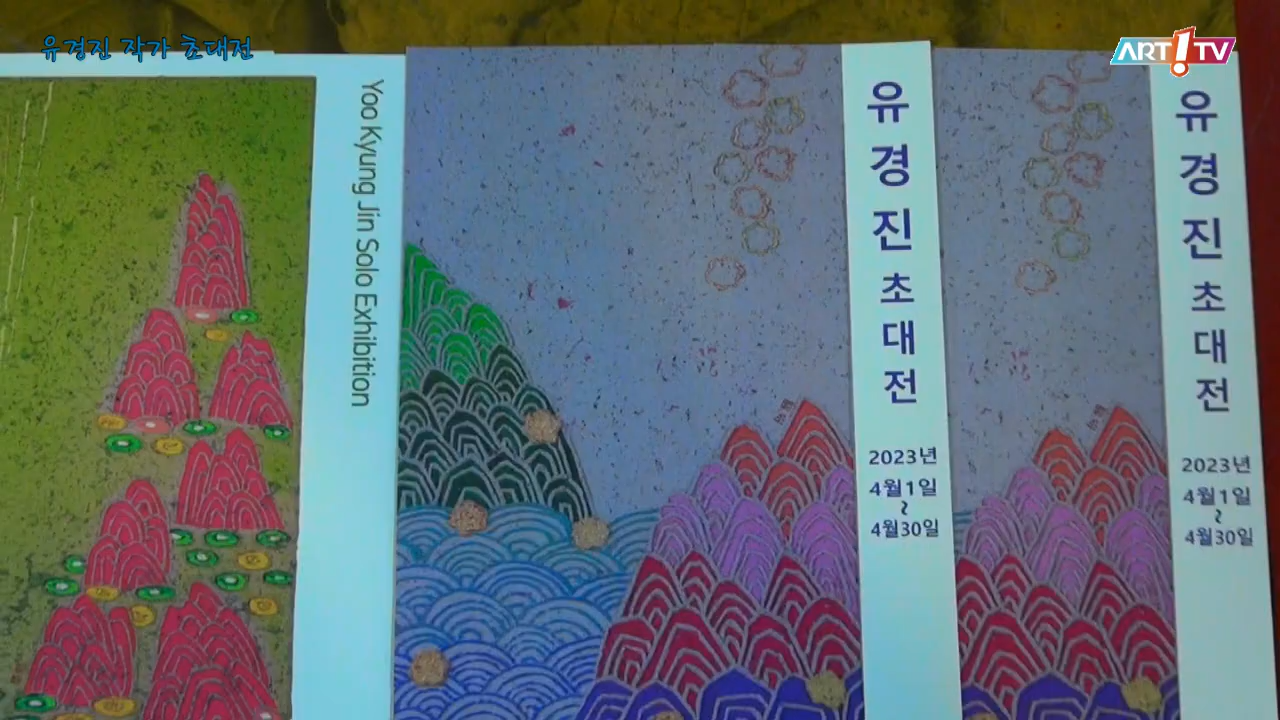 유경진 작가 초대전
ART!TV
Yoo Kyung Jin Solo Exhibition
유경진 초대전
2023년
4월1일
~
4월30일
유경진 초대전
2023년
4월1일
~
4월30일